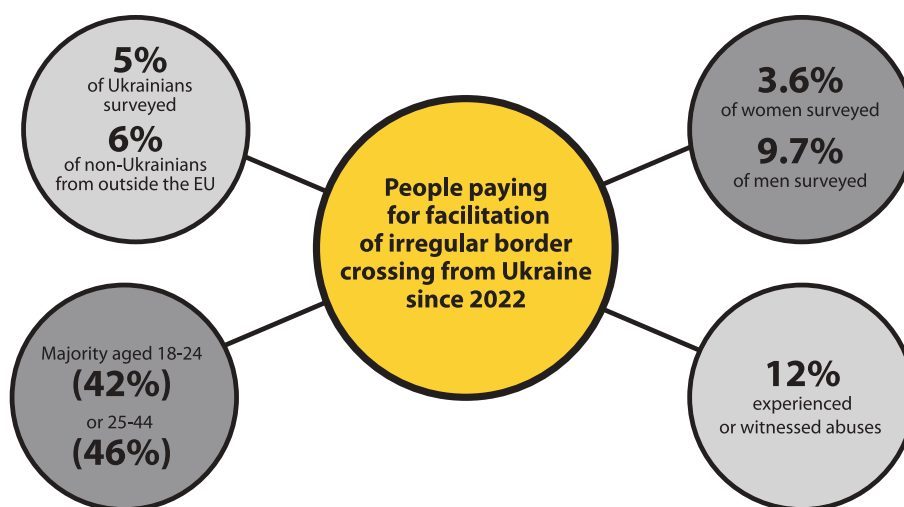 5%
of Ukrainians
surveyed
6%
of non-Ukrainians
from outside the EU
3.6%
of women surveyed
9.7%
of men surveyed
People paying
for facilitation
of irregular border
crossing from Ukraine
since 2022
Majority aged 18-24
(42%)
or 25-44
(46%)
12%
experienced
or witnessed abuses